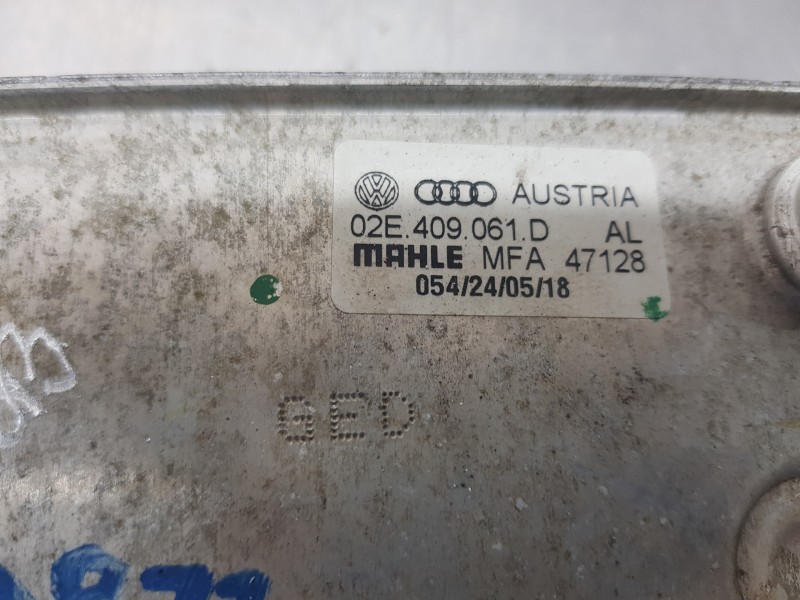 AUSTRIA
02E.409.061.D AL
MAHLE MFA 47128
054/24/05/18
GED